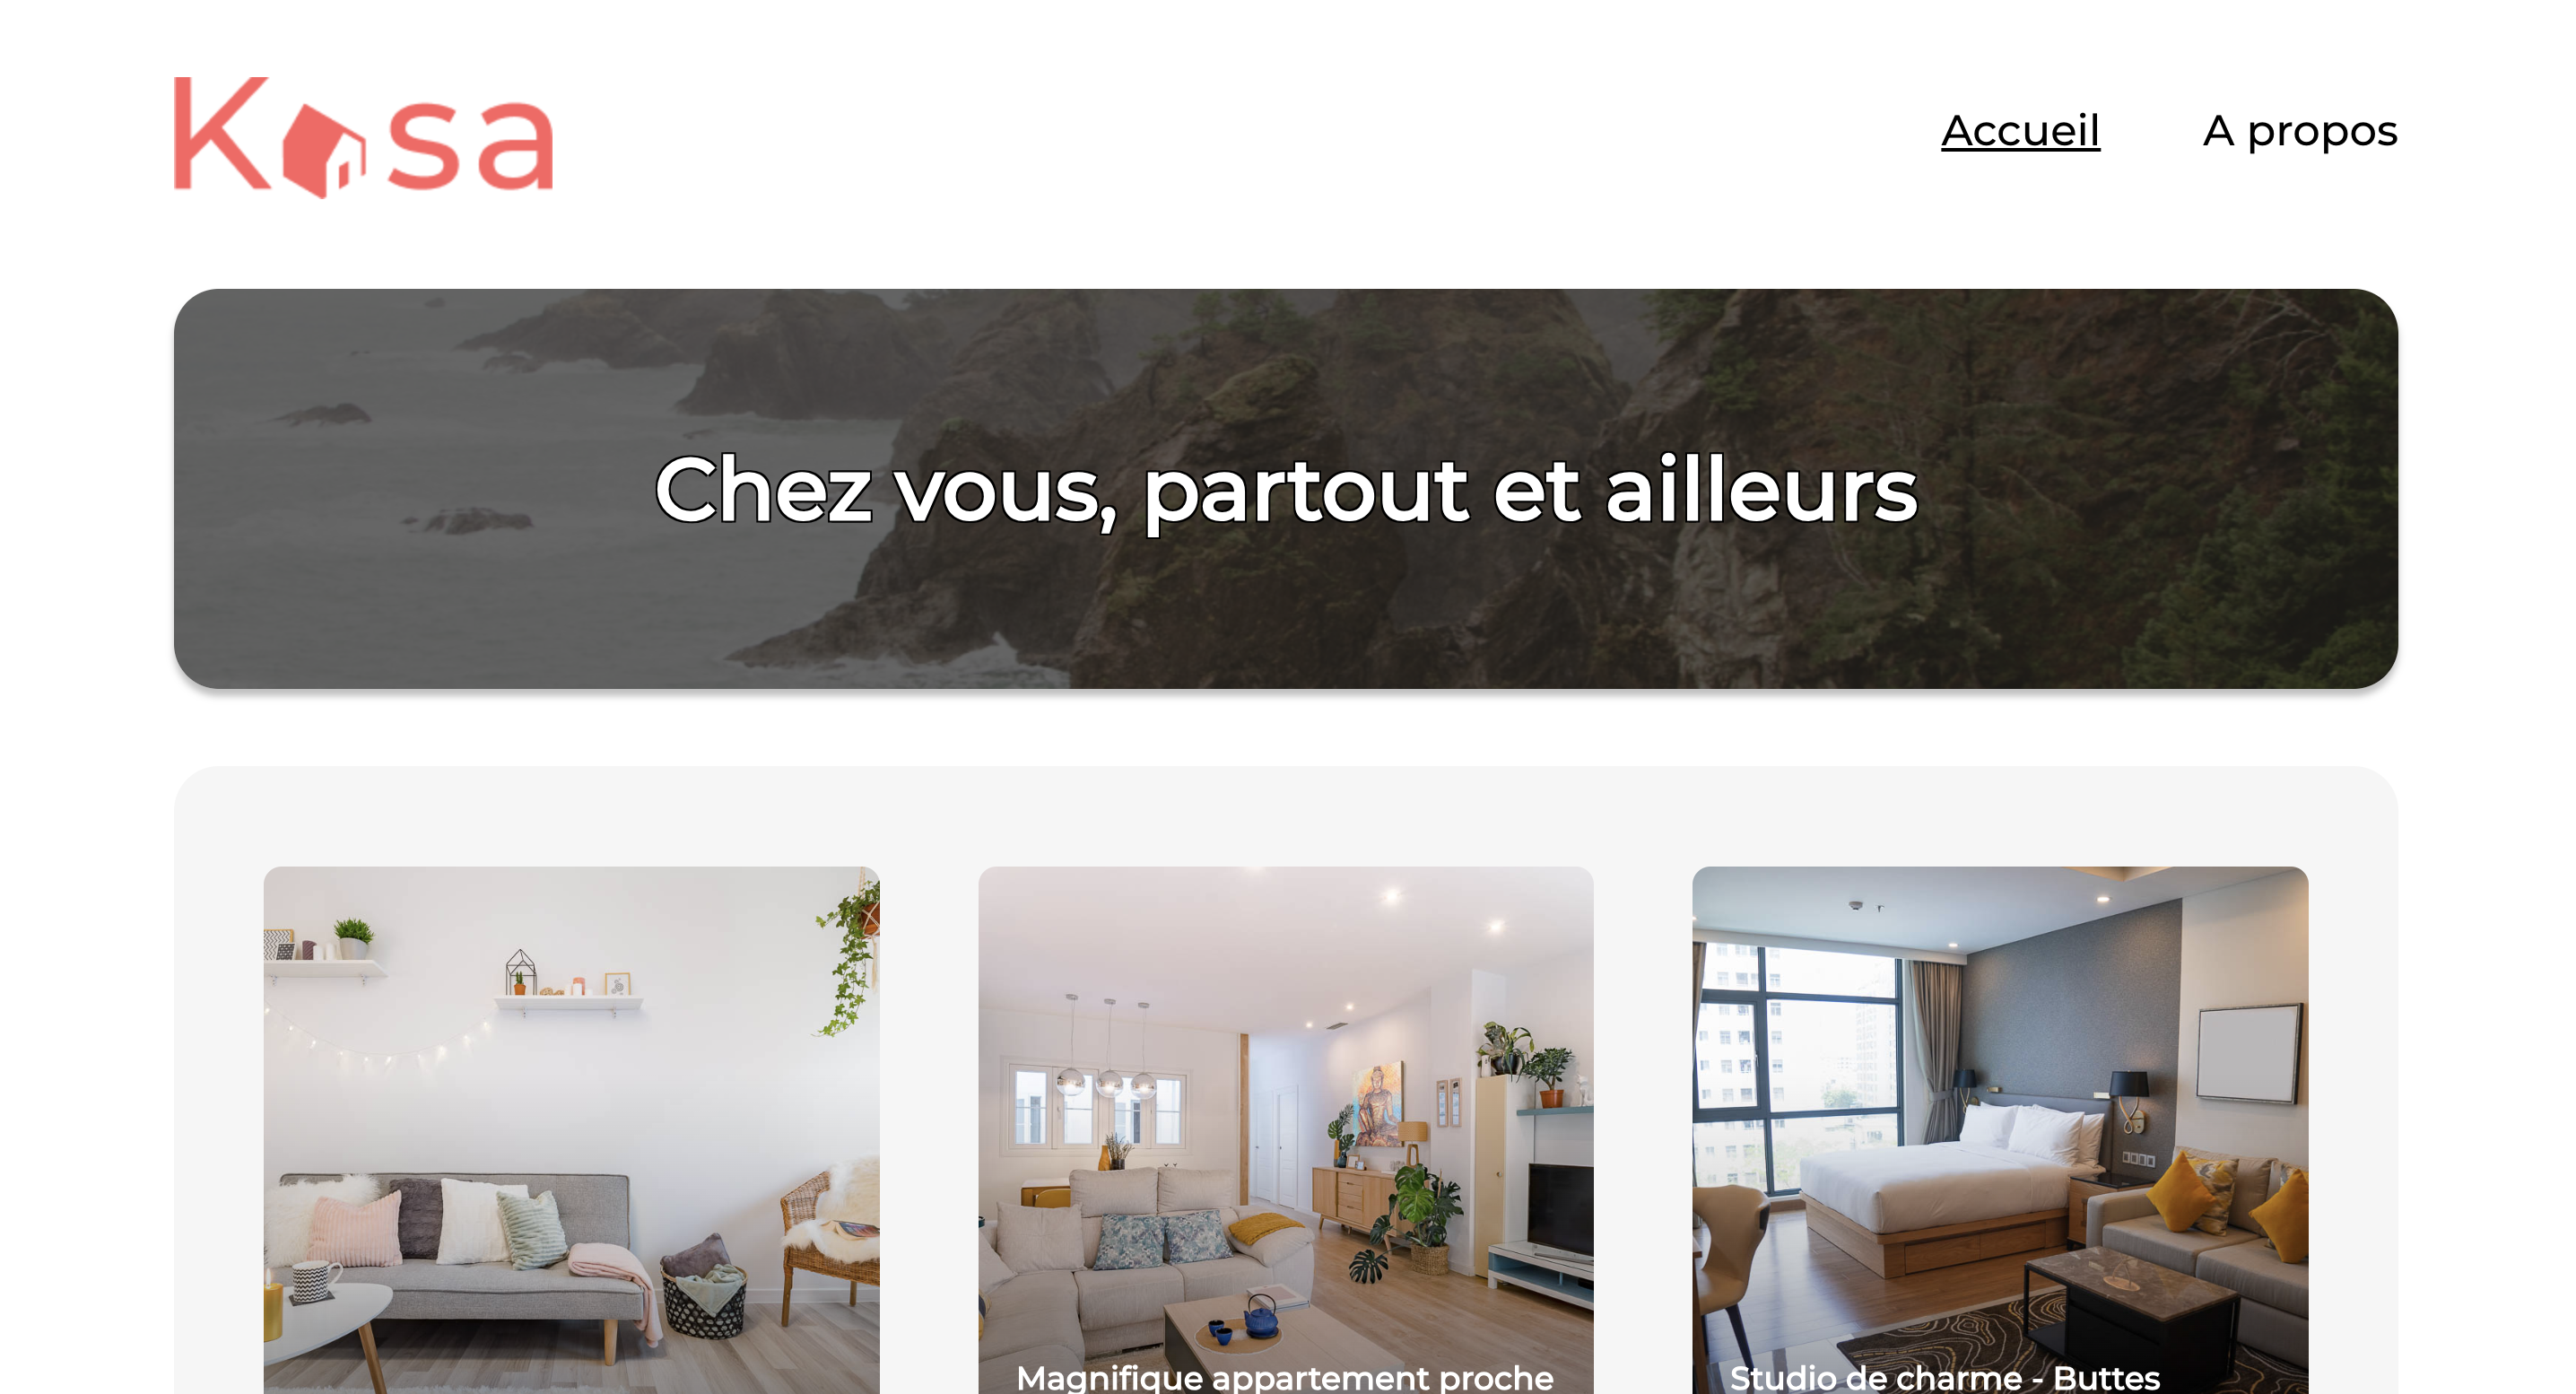 Kasa
Accueil
A propos
Chez vous, partout et ailleurs
Magnifique appartement proche
Studio de charme - Buttes